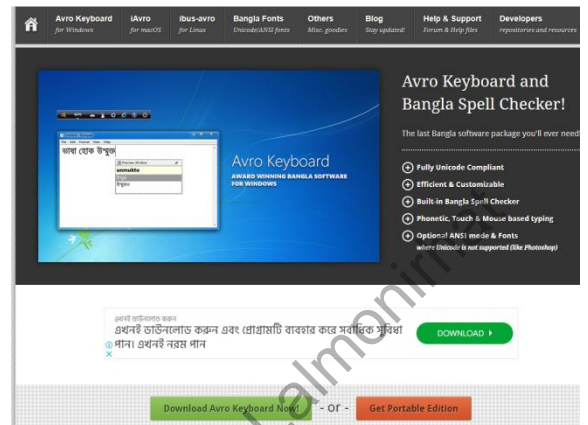 Avro Keyboard
for Windows
iAvro
for macOS
ibus-avro
for Linux
Bangla Fonts
Unicode/ANSI fonts
Others
Misc. goodies
Blog
Stay updated!
Help & Support
Forum & Help files
Developers
repositories and resources
ভাষা হোক উন্মুক্ত
Preview Window
unmukto
উন্মুক্ত
Avro Keyboard
AWARD WINNING BANGLA SOFTWARE
FOR WINDOWS
Avro Keyboard and
Bangla Spell Checker!
The last Bangla software package you'll ever need!
Fully Unicode Compliant
Efficient & Customizable
Built-in Bangla Spell Checker
Phonetic, Touch & Mouse based typing
Optional ANSI mode & Fonts
where Unicode is not supported (like Photoshop)
এখনই ডাউনলোড করুন
এখনই ডাউনলোড করুন এবং প্রোগ্রামটি ব্যবহার করে সর্বাধিক সুবিধা
পান। এখনই নরম পান
DOWNLOAD
Download Avro Keyboard Now!
- or -
Get Portable Edition